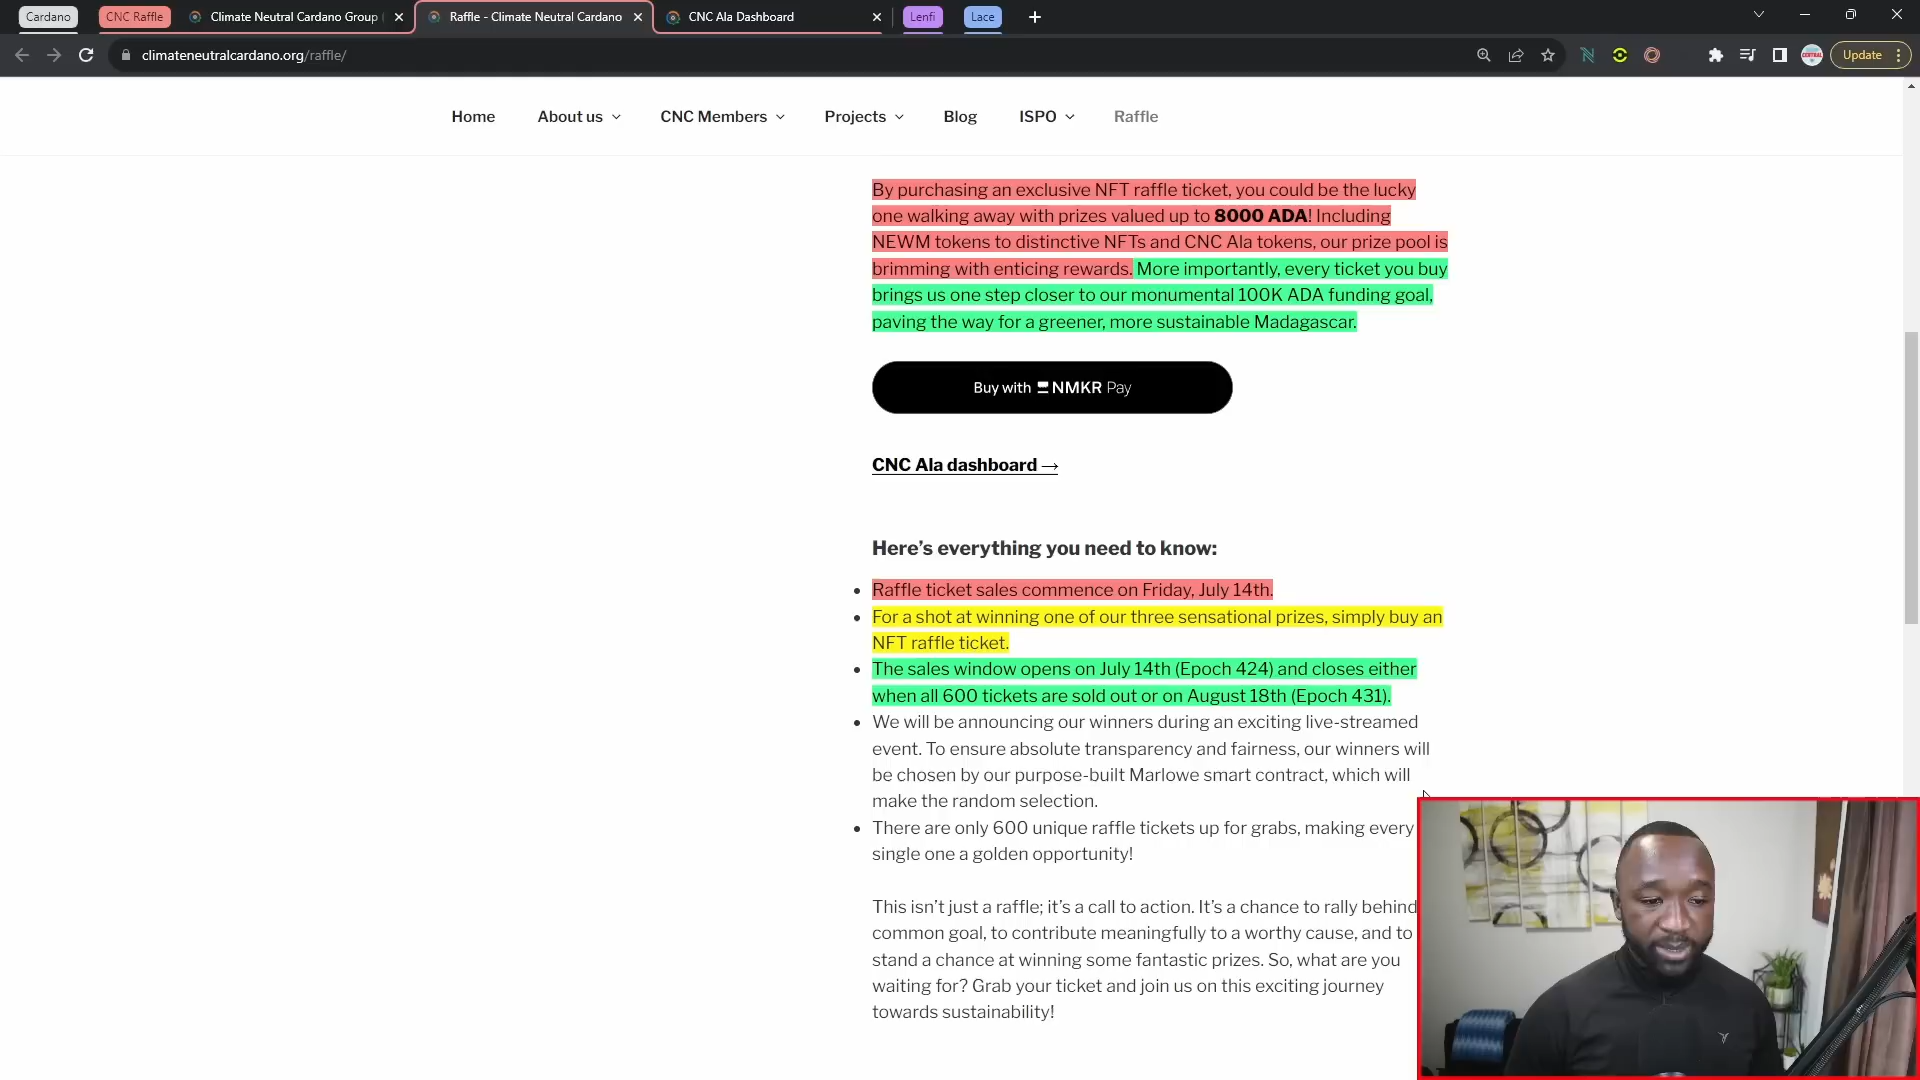 Cardano
CNC Raffle
Climate Neutral Cardano Group
Raffle - Climate Neutral Cardano
CNC Ala Dashboard
Lenfi
Lace
climateneutralcardano.org/raffle/
Update
Home
About us
CNC Members
Projects
Blog
ISPO
Raffle
By purchasing an exclusive NFT raffle ticket, you could be the lucky
one walking away with prizes valued up to 8000 ADA! Including
NEWM tokens to distinctive NFTs and CNC Ala tokens, our prize pool is
brimming with enticing rewards. More importantly, every ticket you buy
brings us one step closer to our monumental 100K ADA funding goal,
paving the way for a greener, more sustainable Madagascar.
Buy with NMKR Pay
CNC Ala dashboard →
Here’s everything you need to know:
Raffle ticket sales commence on Friday, July 14th.
For a shot at winning one of our three sensational prizes, simply buy an
NFT raffle ticket.
The sales window opens on July 14th (Epoch 424) and closes either
when all 600 tickets are sold out or on August 18th (Epoch 431).
We will be announcing our winners during an exciting live-streamed
event. To ensure absolute transparency and fairness, our winners will
be chosen by our purpose-built Marlowe smart contract, which will
make the random selection.
There are only 600 unique raffle tickets up for grabs, making every
single one a golden opportunity!
This isn’t just a raffle; it’s a call to action. It’s a chance to rally behind
common goal, to contribute meaningfully to a worthy cause, and to
stand a chance at winning some fantastic prizes. So, what are you
waiting for? Grab your ticket and join us on this exciting journey
towards sustainability!